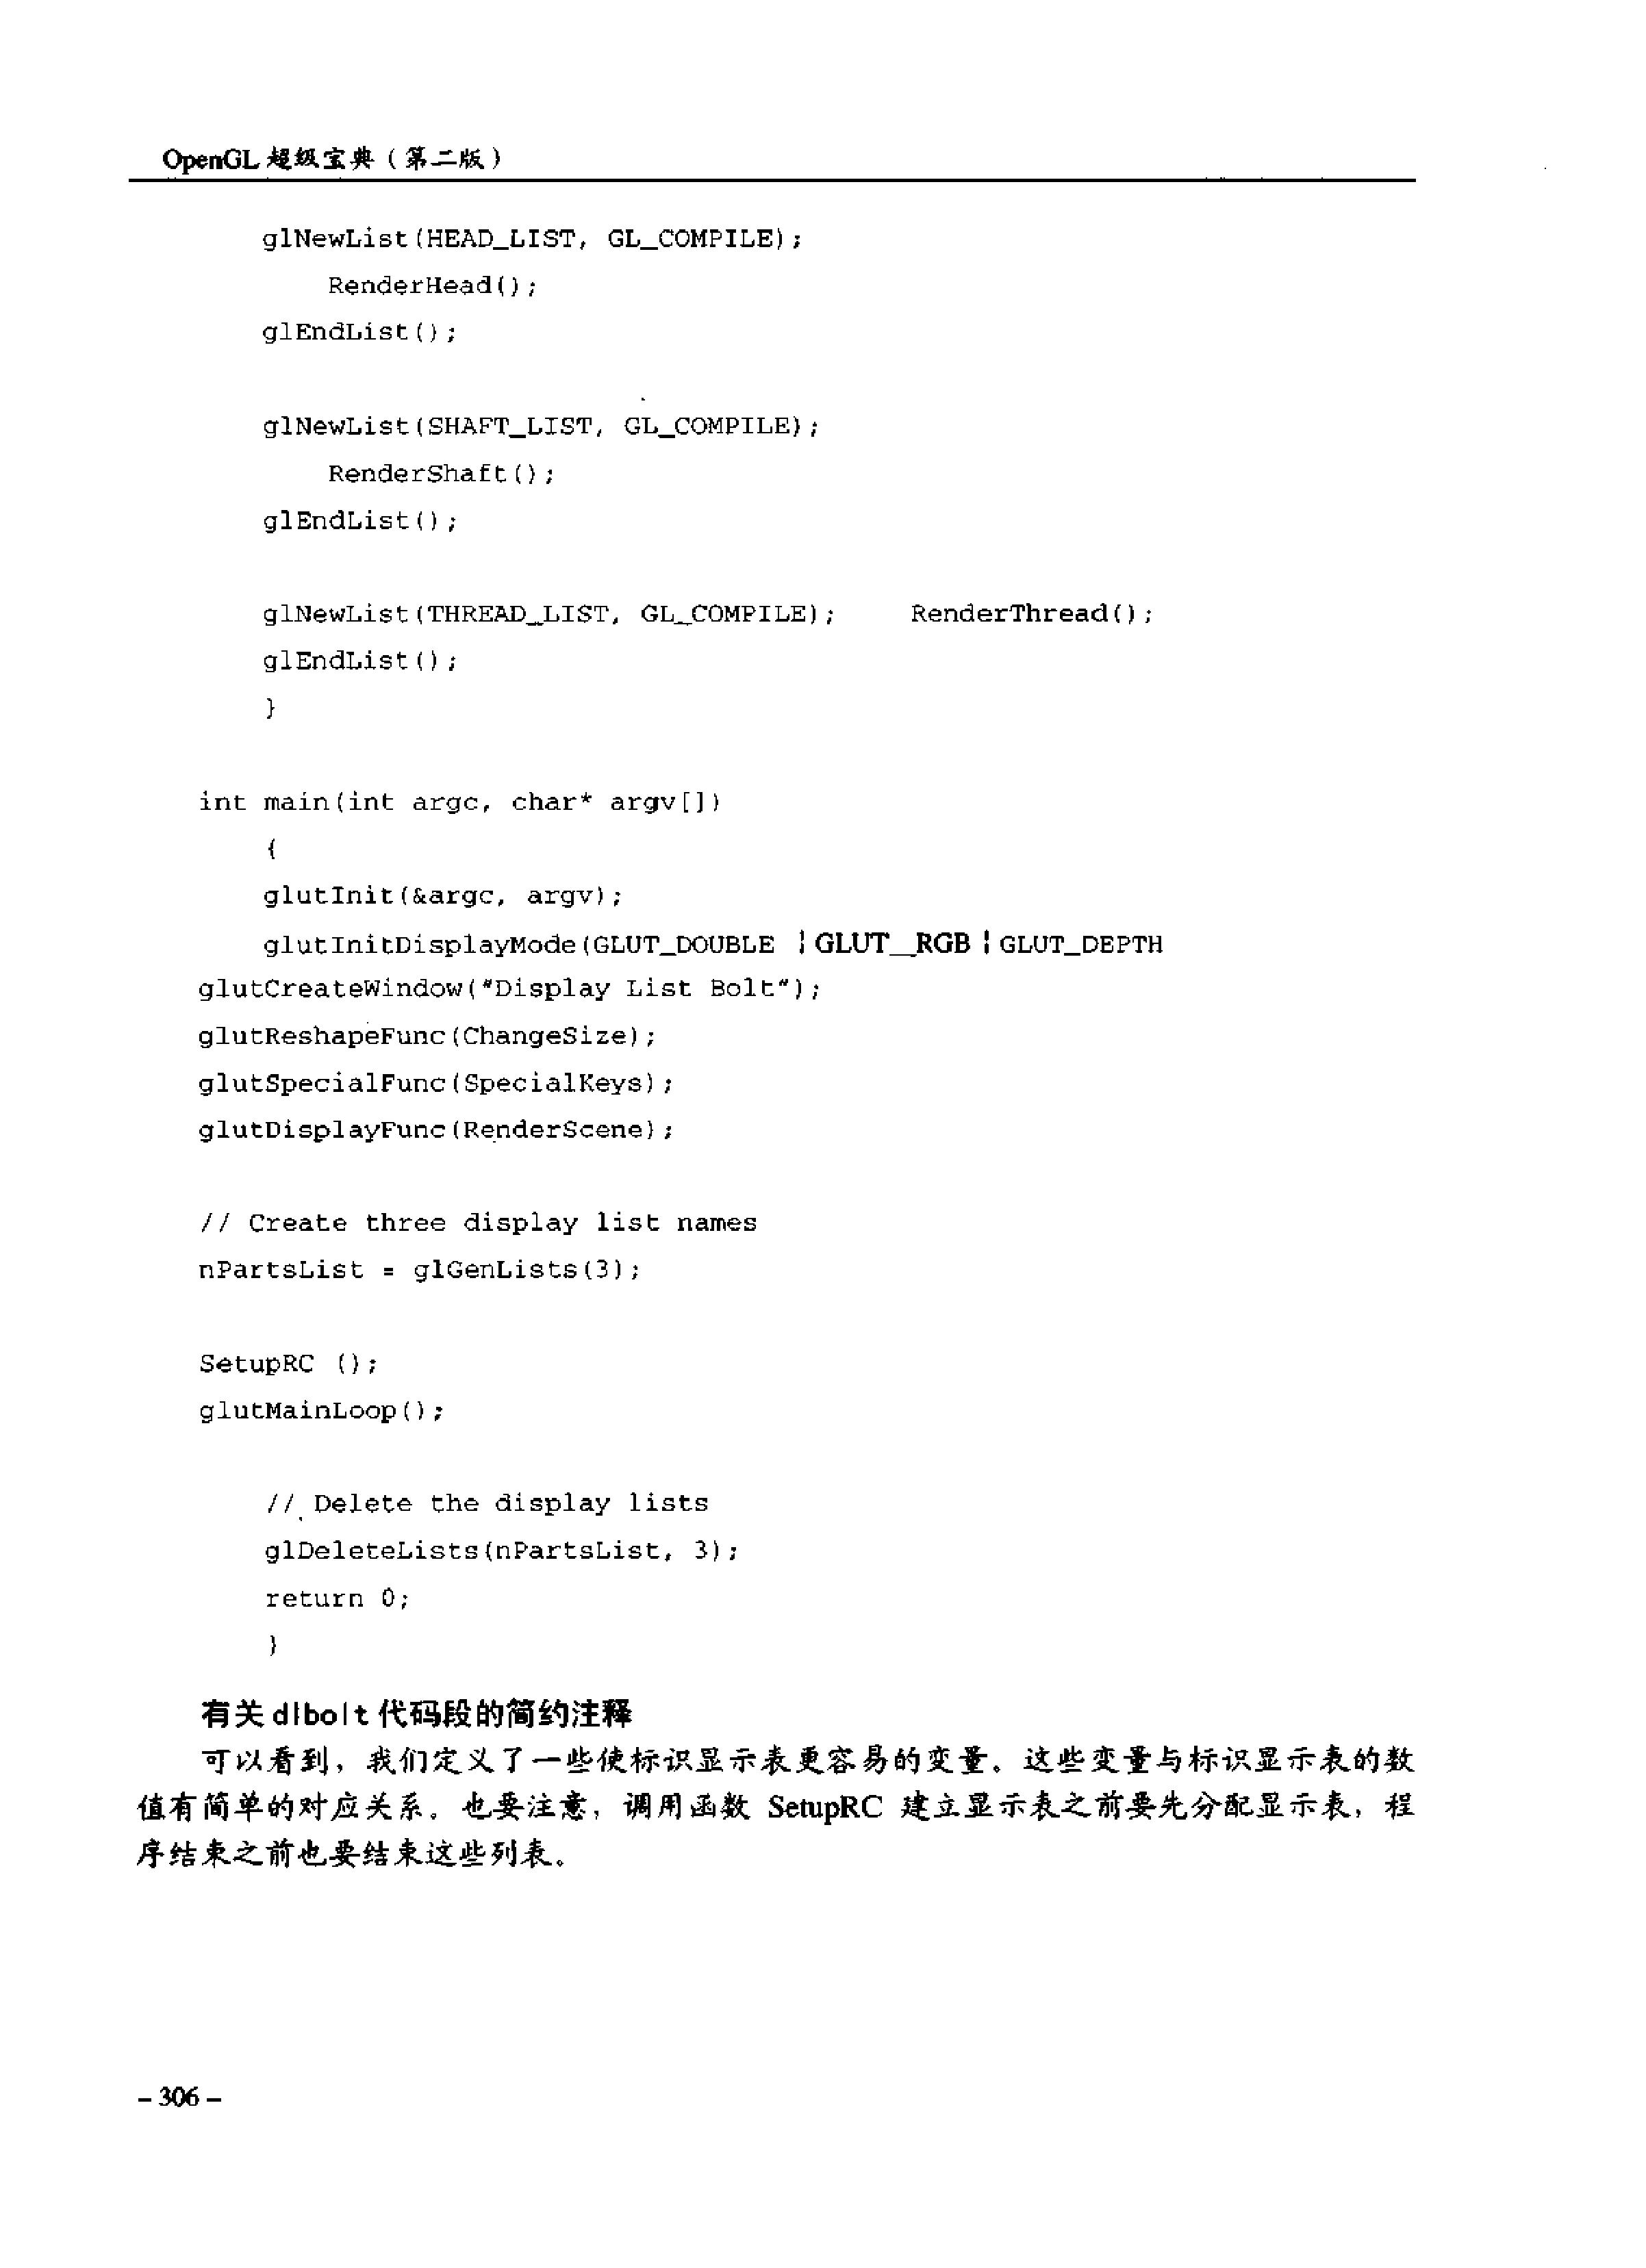 OpenGL 超级宝典（第二版）
glNewList(HEAD_LIST, GL_COMPILE);
RenderHead();
glEndList();
glNewList(SHAFT_LIST, GL_COMPILE);
RenderShaft();
glEndList();
glNewList(THREAD_LIST, GL_COMPILE);     RenderThread();
glEndList();
}
int main(int argc, char* argv[])
{
glutInit(&argc, argv);
glutInitDisplayMode(GLUT_DOUBLE ¦ GLUT_RGB ¦ GLUT_DEPTH
glutCreateWindow("Display List Bolt");
glutReshapeFunc(ChangeSize);
glutSpecialFunc(SpecialKeys);
glutDisplayFunc(RenderScene);
// Create three display list names
nPartsList = glGenLists(3);
SetupRC ();
glutMainLoop();
// Delete the display lists
glDeleteLists(nPartsList, 3);
return 0;
}
有关 dlbolt 代码段的简约注释
可以看到，我们定义了一些使标识显示表更容易的变量。这些变量与标识显示表的数
值有简单的对应关系。也要注意，调用函数 SetupRC 建立显示表之前要先分配显示表，程
序结束之前也要结束这些列表。
– 306 –